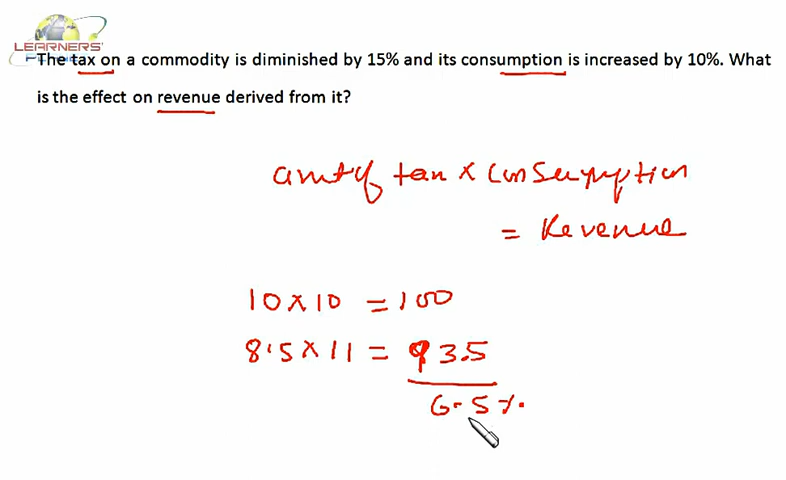 LEARNERS'
The tax on a commodity is diminished by 15% and its consumption is increased by 10%. What
is the effect on revenue derived from it?
amt of tax × Consumption
= Revenue
10 × 10 = 100
8.5 × 11 = 93.5
6.5%.